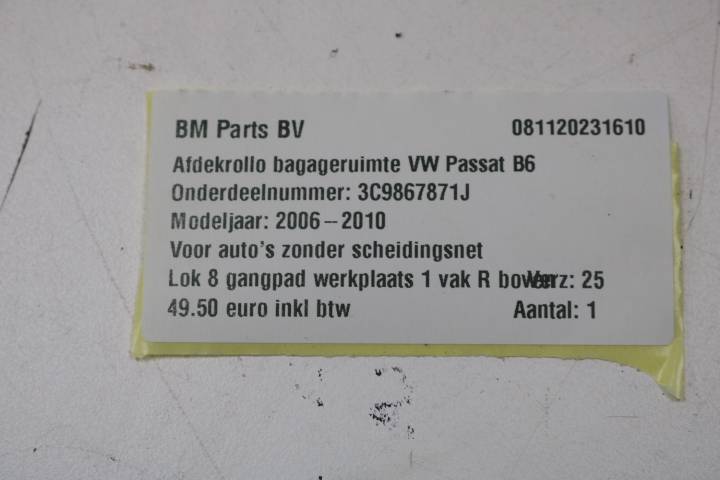 BM Parts BV 081120231610
Afdekrollo bagageruimte VW Passat B6
Onderdeelnummer: 3C9867871J
Modeljaar: 2006 – 2010
Voor auto's zonder scheidingsnet
Lok 8 gangpad werkplaats 1 vak R boven Verz: 25
49.50 euro inkl btw Aantal: 1